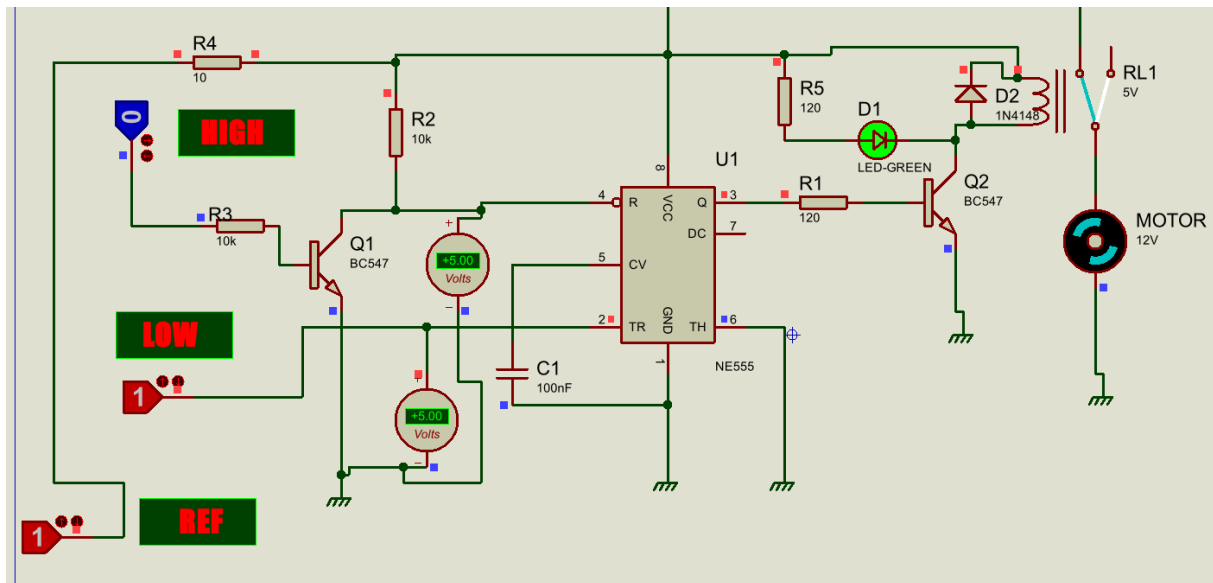 R4
10
0
HIGH
R2
10k
R3
10k
Q1
BC547
+
+5.00
Volts
LOW
1
+
+5.00
Volts
REF
1
C1
100nF
U1
4
R
8
VCC
Q
3
DC
7
5
CV
2
TR
GND
1
TH
6
NE555
R1
120
R5
120
D1
LED-GREEN
D2
1N4148
Q2
BC547
RL1
5V
MOTOR
12V